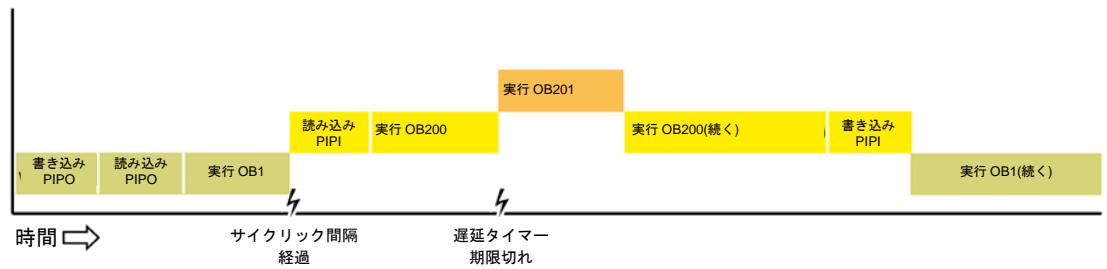 実行 OB201
読み込み
PIPI
実行 OB200
実行 OB200(続く)
書き込み
PIPI
書き込み
PIPO
読み込み
PIPO
実行 OB1
実行 OB1(続く)
時間
サイクリック間隔
経過
遅延タイマー
期限切れ